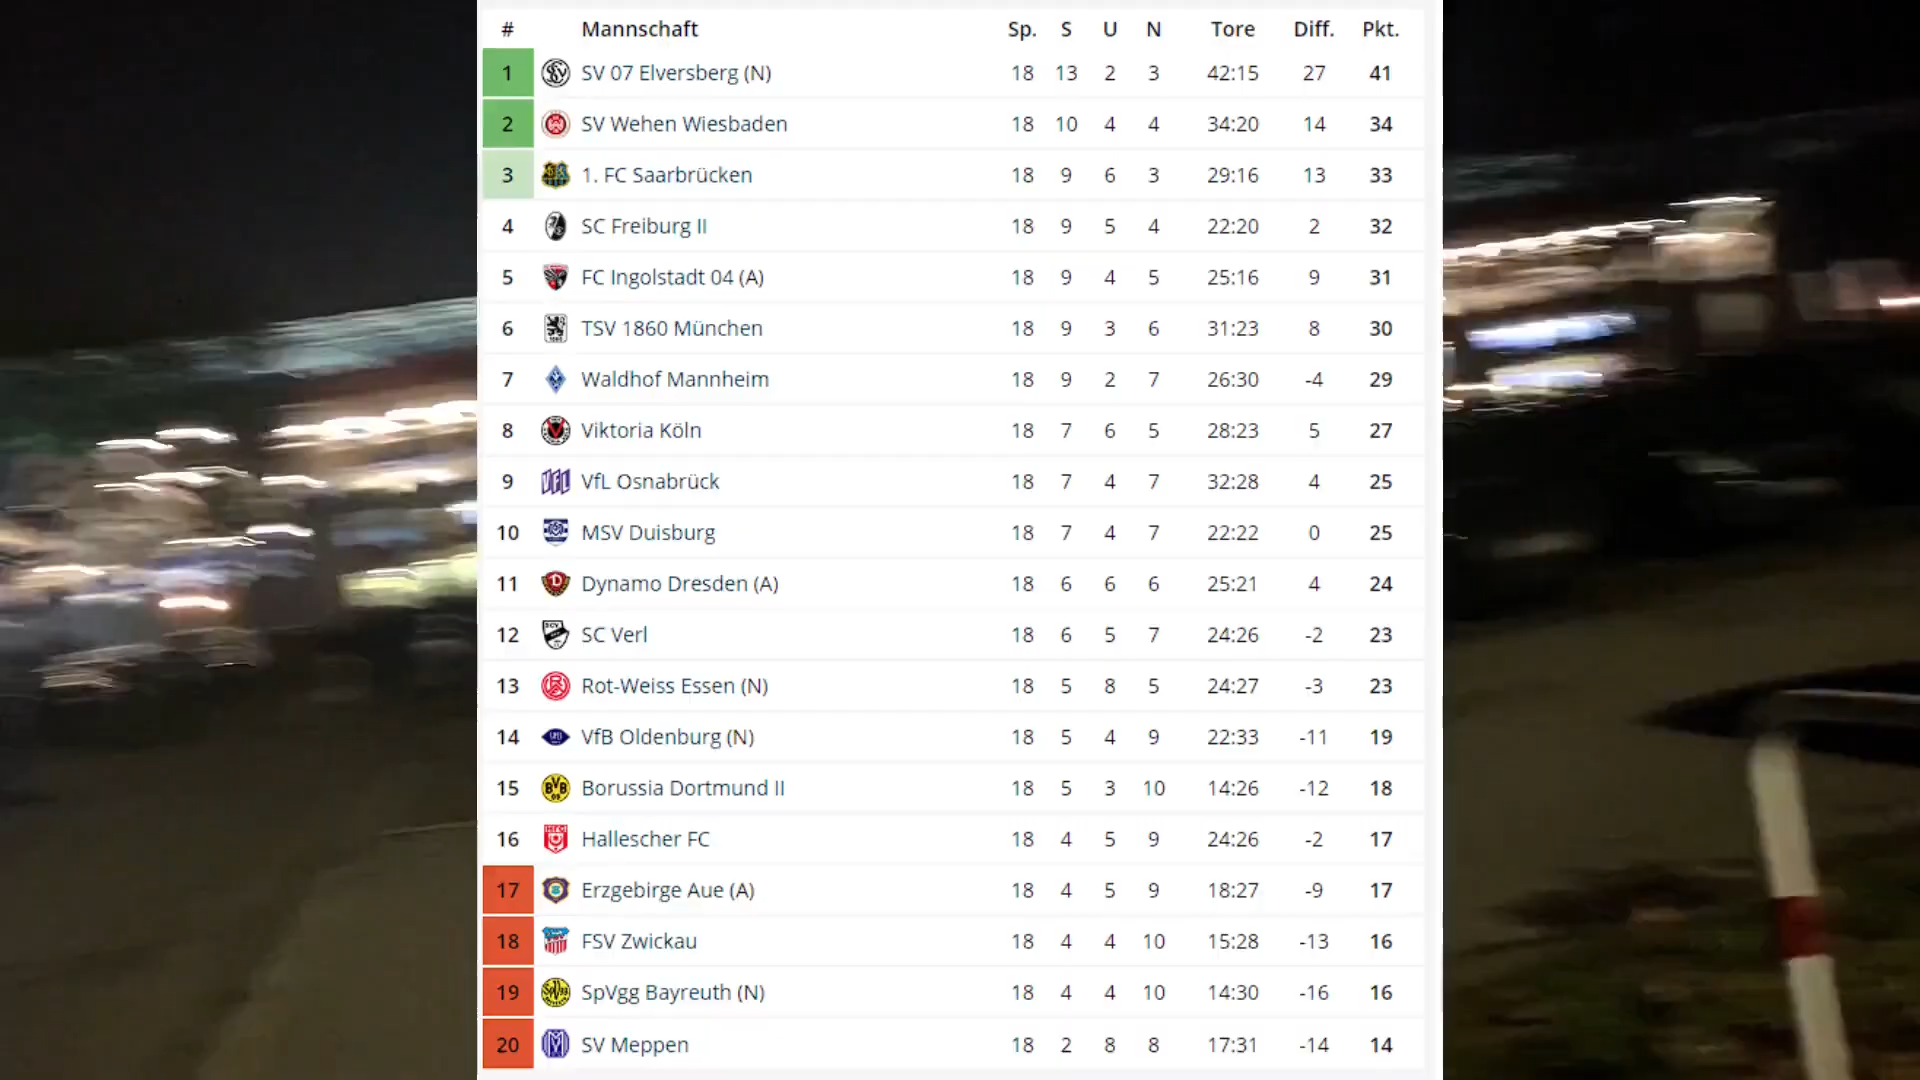 # Mannschaft Sp. S U N Tore Diff. Pkt.
1 SV 07 Elversberg (N) 18 13 2 3 42:15 27 41
2 SV Wehen Wiesbaden 18 10 4 4 34:20 14 34
3 1. FC Saarbrücken 18 9 6 3 29:16 13 33
4 SC Freiburg II 18 9 5 4 22:20 2 32
5 FC Ingolstadt 04 (A) 18 9 4 5 25:16 9 31
6 TSV 1860 München 18 9 3 6 31:23 8 30
7 Waldhof Mannheim 18 9 2 7 26:30 -4 29
8 Viktoria Köln 18 7 6 5 28:23 5 27
9 VfL Osnabrück 18 7 4 7 32:28 4 25
10 MSV Duisburg 18 7 4 7 22:22 0 25
11 Dynamo Dresden (A) 18 6 6 6 25:21 4 24
12 SC Verl 18 6 5 7 24:26 -2 23
13 Rot-Weiss Essen (N) 18 5 8 5 24:27 -3 23
14 VfB Oldenburg (N) 18 5 4 9 22:33 -11 19
15 Borussia Dortmund II 18 5 3 10 14:26 -12 18
16 Hallescher FC 18 4 5 9 24:26 -2 17
17 Erzgebirge Aue (A) 18 4 5 9 18:27 -9 17
18 FSV Zwickau 18 4 4 10 15:28 -13 16
19 SpVgg Bayreuth (N) 18 4 4 10 14:30 -16 16
20 SV Meppen 18 2 8 8 17:31 -14 14